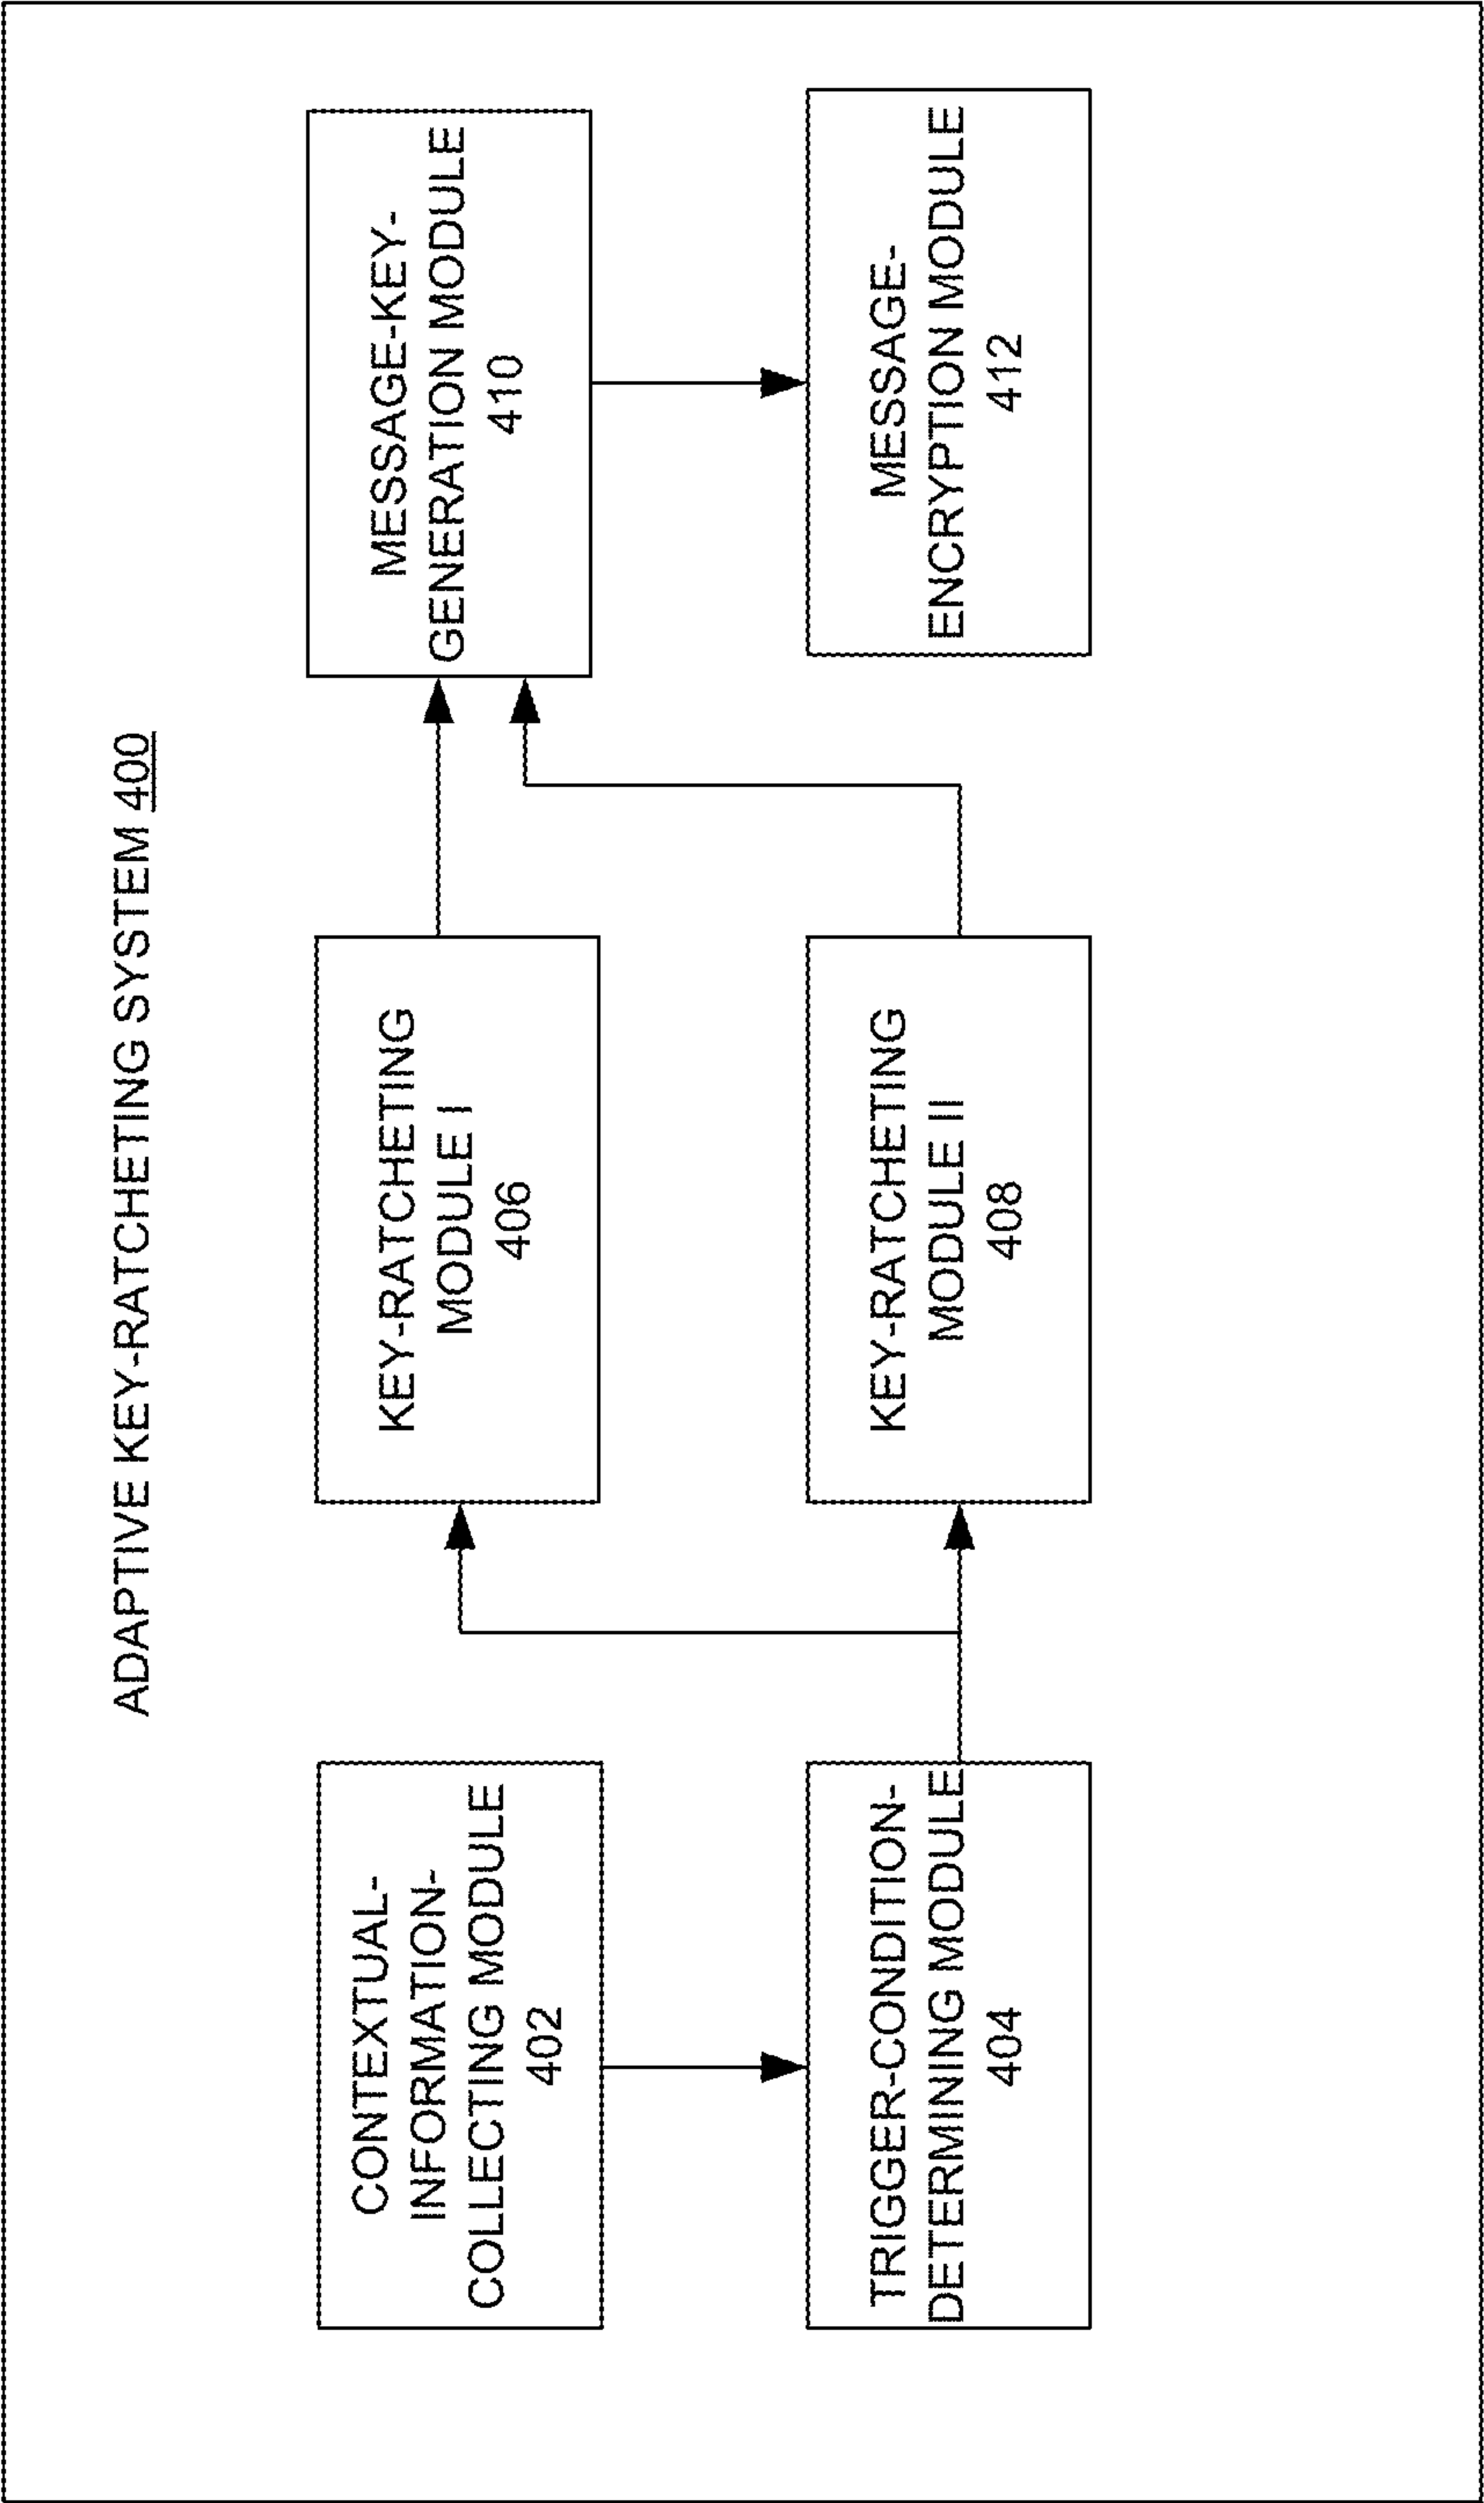 ADAPTIVE KEY-RATCHETING SYSTEM 400
CONTEXTUAL-
INFORMATION-
COLLECTING MODULE
402
TRIGGER-CONDITION-
DETERMINING MODULE
404
KEY-RATCHETING
MODULE I
406
KEY-RATCHETING
MODULE II
408
MESSAGE-KEY-
GENERATION MODULE
410
MESSAGE-
ENCRYPTION MODULE
412